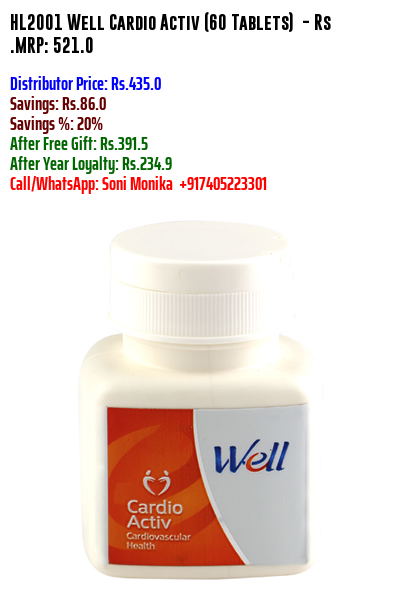 HL2001 Well Cardio Activ (60 Tablets) - Rs
.MRP: 521.0
Distributor Price: Rs.435.0
Savings: Rs.86.0
Savings %: 20%
After Free Gift: Rs.391.5
After Year Loyalty: Rs.234.9
Call/WhatsApp: Soni Monika +917405223301
Well
Cardio
Activ
Cardiovascular
Health